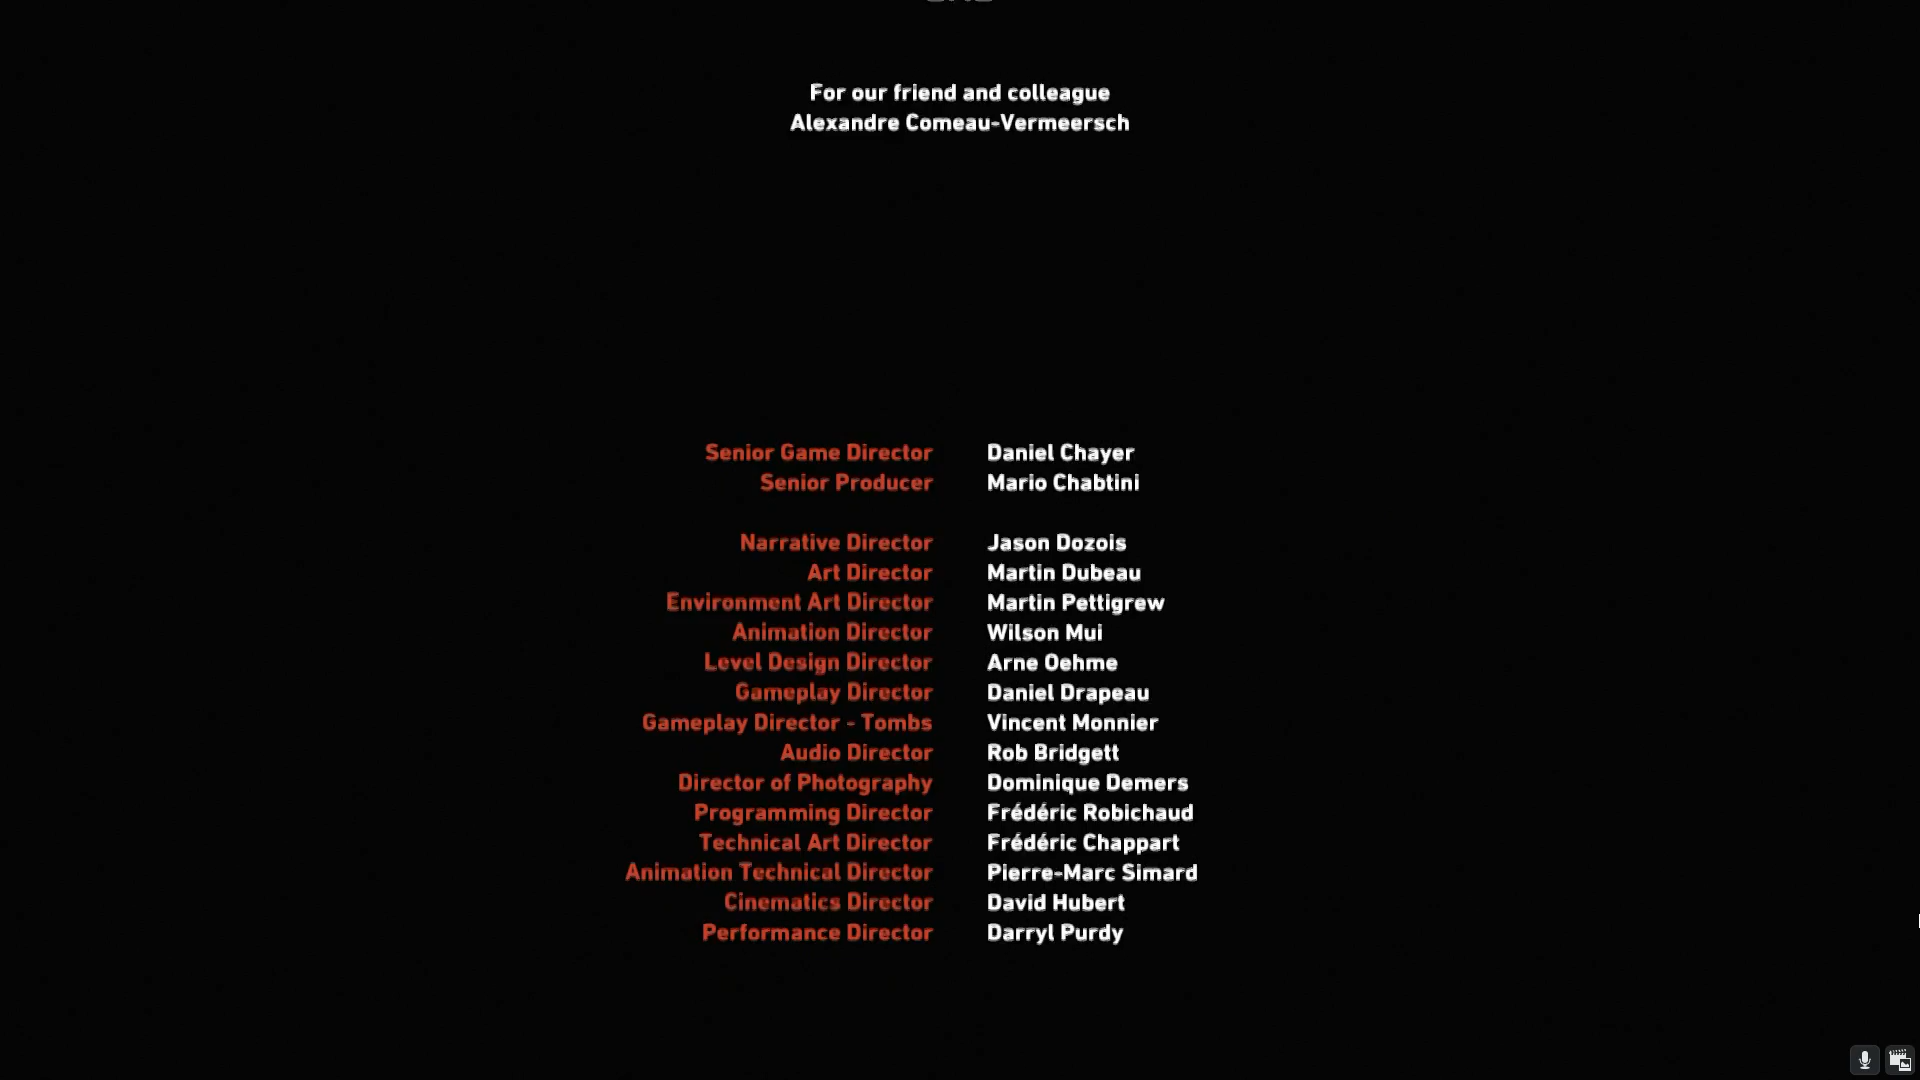 For our friend and colleague
Alexandre Comeau-Vermeersch
Senior Game Director Daniel Chayer
Senior Producer Mario Chabtini
Narrative Director Jason Dozois
Art Director Martin Dubeau
Environment Art Director Martin Pettigrew
Animation Director Wilson Mui
Level Design Director Arne Oehme
Gameplay Director Daniel Drapeau
Gameplay Director - Tombs Vincent Monnier
Audio Director Rob Bridgett
Director of Photography Dominique Demers
Programming Director Frédéric Robichaud
Technical Art Director Frédéric Chappart
Animation Technical Director Pierre-Marc Simard
Cinematics Director David Hubert
Performance Director Darryl Purdy